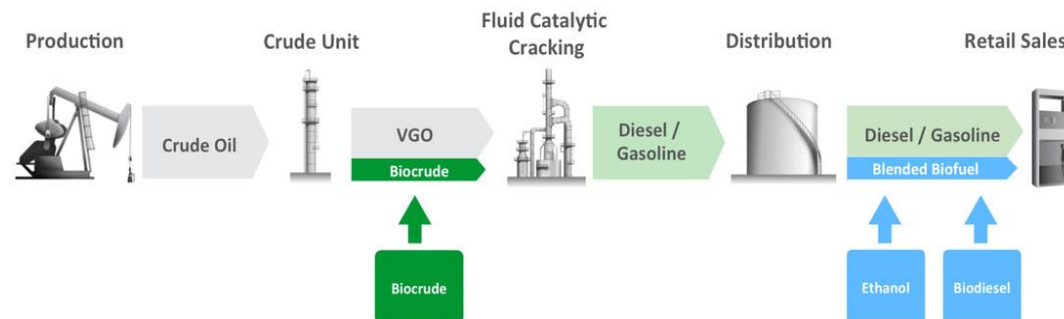 Production
Crude Unit
Fluid Catalytic
Cracking
Distribution
Retail Sales
Crude Oil
VGO
Biocrude
Diesel /
Gasoline
Diesel / Gasoline
Blended Biofuel
Biocrude
Ethanol
Biodiesel